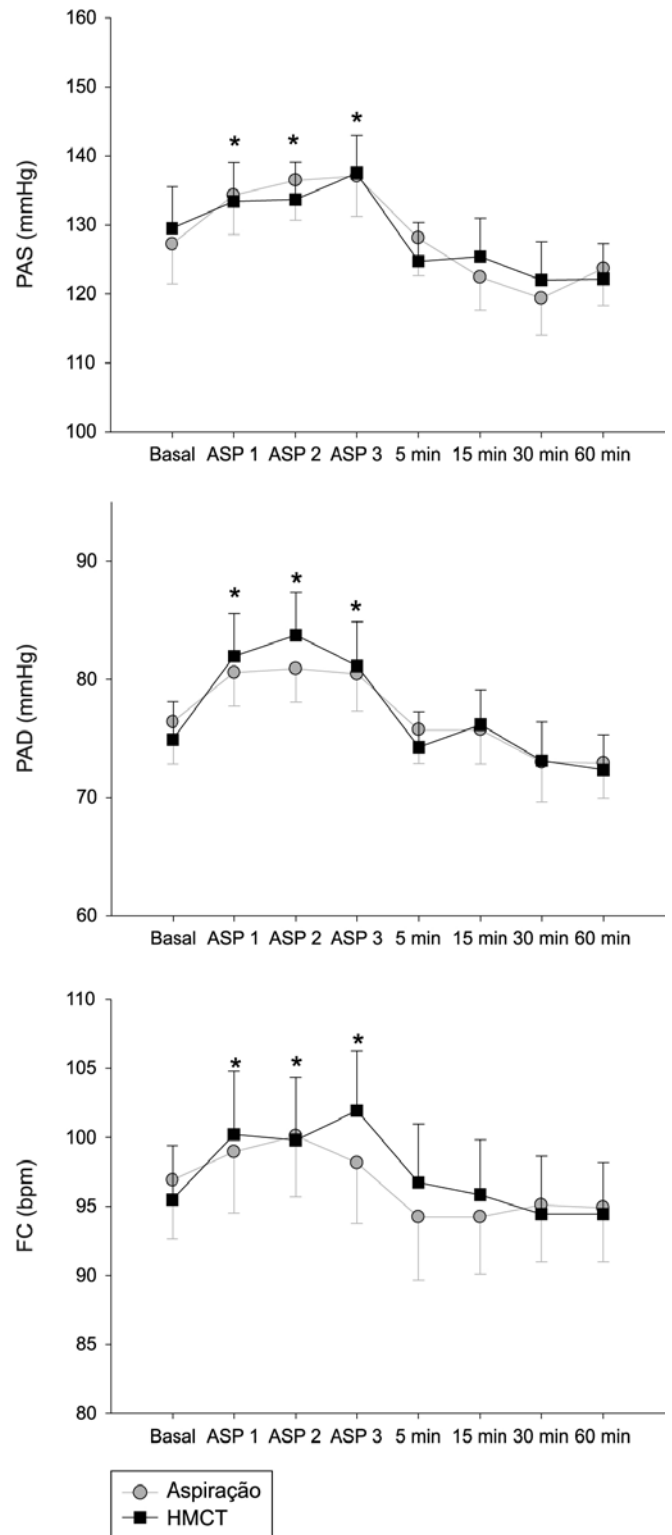 160
150
140
130
120
110
100
PAS (mmHg)
* * *
Basal ASP 1 ASP 2 ASP 3 5 min 15 min 30 min 60 min
90
80
70
60
PAD (mmHg)
* * *
Basal ASP 1 ASP 2 ASP 3 5 min 15 min 30 min 60 min
110
105
100
95
90
85
80
FC (bpm)
* * *
Basal ASP 1 ASP 2 ASP 3 5 min 15 min 30 min 60 min
Aspiração
HMCT